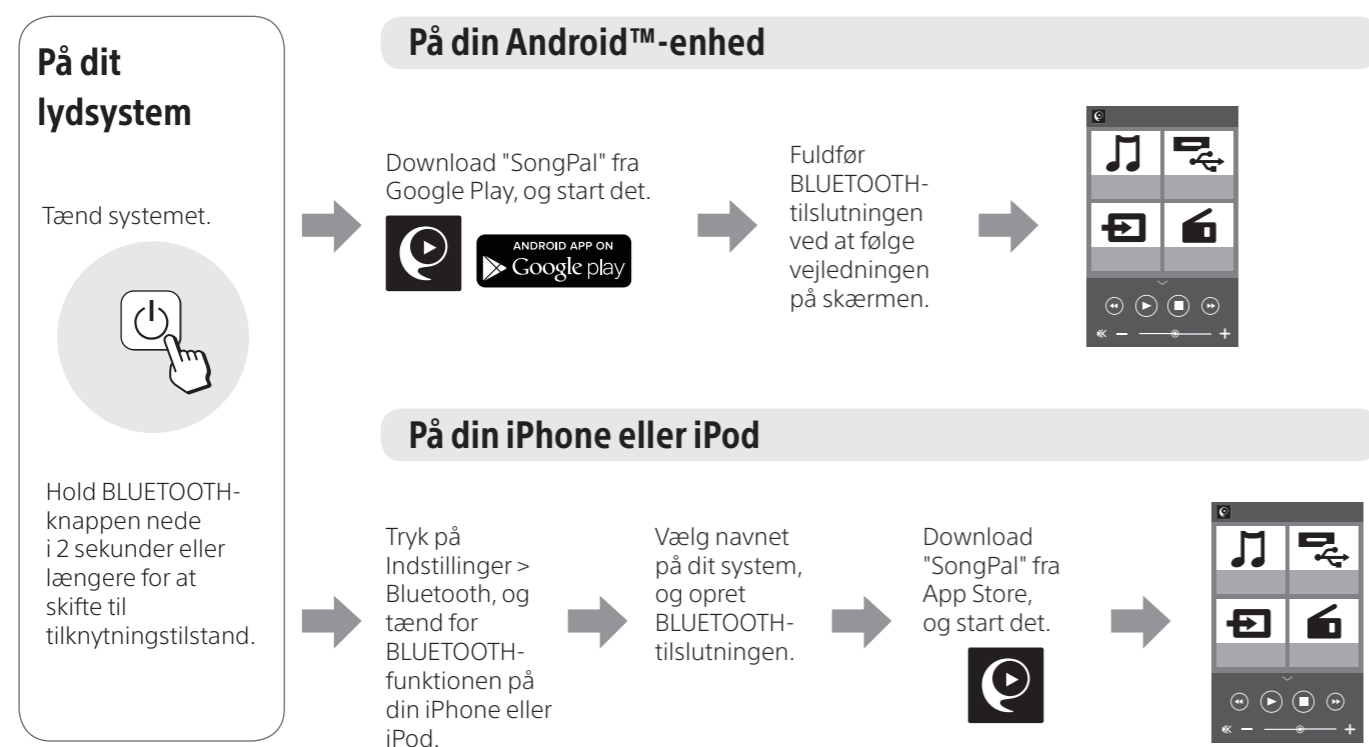 På dit
lydsystem
Tænd systemet.
Hold BLUETOOTH-
knappen nede
i 2 sekunder eller
længere for at
skifte til
tilknytningstilstand.
På din Android™-enhed
Download "SongPal" fra
Google Play, og start det.
ANDROID APP ON
Google play
Fuldfør
BLUETOOTH-
tilslutningen
ved at følge
vejledningen
på skærmen.
På din iPhone eller iPod
Tryk på
Indstillinger >
Bluetooth, og
tænd for
BLUETOOTH-
funktionen på
din iPhone eller
iPod.
Vælg navnet
på dit system,
og opret
BLUETOOTH-
tilslutningen.
Download
"SongPal" fra
App Store,
og start det.